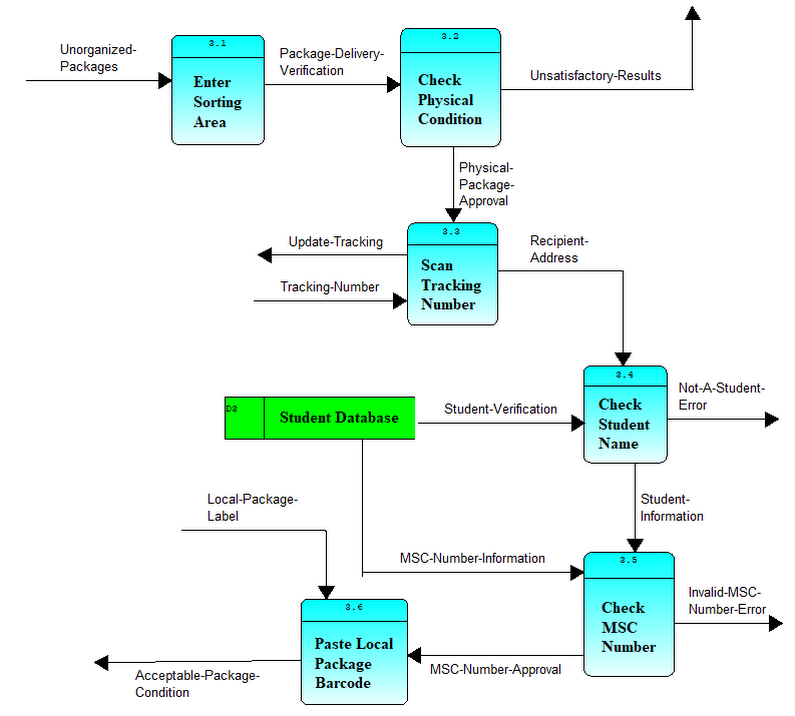 3.1
Enter
Sorting
Area
Unorganized-
Packages
Package-Delivery-
Verification
3.2
Check
Physical
Condition
Unsatisfactory-Results
Physical-
Package-
Approval
3.3
Scan
Tracking
Number
Update-Tracking
Tracking-Number
Recipient-
Address
3.4
Check
Student
Name
Not-A-Student-
Error
D3
Student Database
Student-Verification
Student-
Information
Local-Package-
Label
MSC-Number-Information
3.5
Check
MSC
Number
Invalid-MSC-
Number-Error
3.6
Paste Local
Package
Barcode
MSC-Number-Approval
Acceptable-Package-
Condition